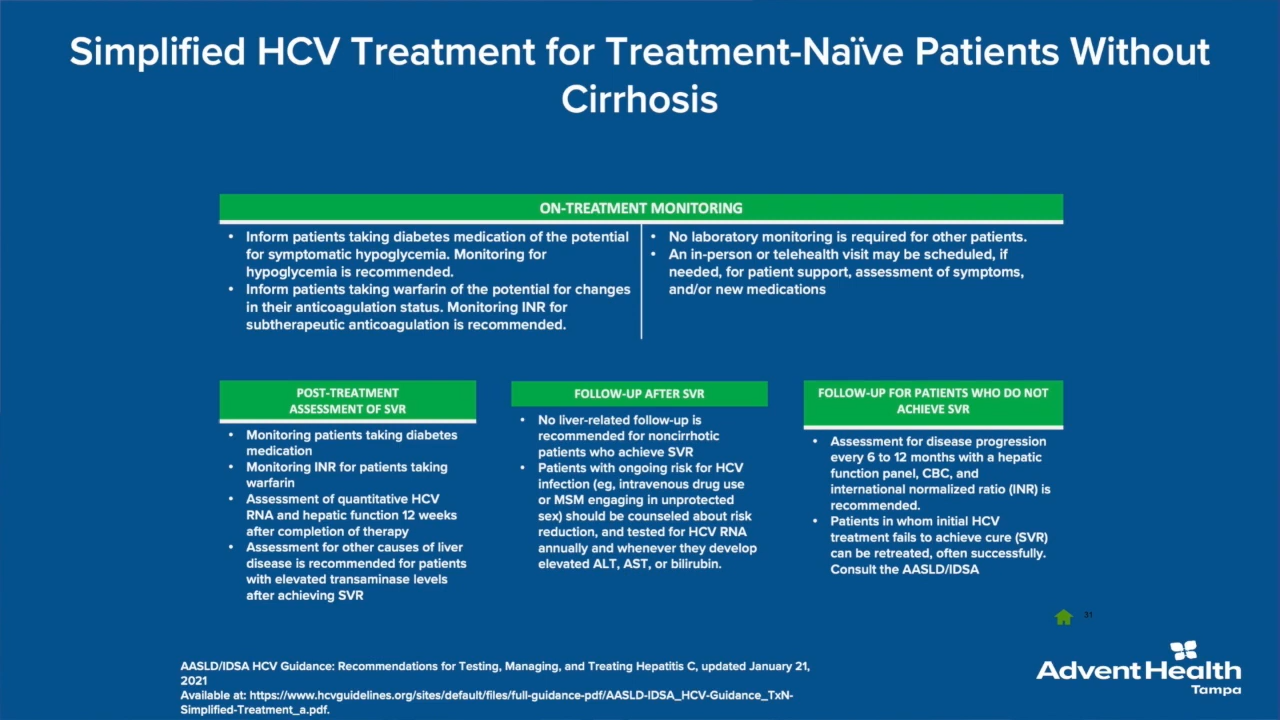 Simplified HCV Treatment for Treatment-Naïve Patients Without
Cirrhosis
ON-TREATMENT MONITORING
• Inform patients taking diabetes medication of the potential
for symptomatic hypoglycemia. Monitoring for
hypoglycemia is recommended.
• Inform patients taking warfarin of the potential for changes
in their anticoagulation status. Monitoring INR for
subtherapeutic anticoagulation is recommended.
• No laboratory monitoring is required for other patients.
• An in-person or telehealth visit may be scheduled, if
needed, for patient support, assessment of symptoms,
and/or new medications
POST-TREATMENT
ASSESSMENT OF SVR
• Monitoring patients taking diabetes
medication
• Monitoring INR for patients taking
warfarin
• Assessment of quantitative HCV
RNA and hepatic function 12 weeks
after completion of therapy
• Assessment for other causes of liver
disease is recommended for patients
with elevated transaminase levels
after achieving SVR
FOLLOW-UP AFTER SVR
• No liver-related follow-up is
recommended for noncirrhotic
patients who achieve SVR
• Patients with ongoing risk for HCV
infection (eg, intravenous drug use
or MSM engaging in unprotected
sex) should be counseled about risk
reduction, and tested for HCV RNA
annually and whenever they develop
elevated ALT, AST, or bilirubin.
FOLLOW-UP FOR PATIENTS WHO DO NOT
ACHIEVE SVR
• Assessment for disease progression
every 6 to 12 months with a hepatic
function panel, CBC, and
international normalized ratio (INR) is
recommended.
• Patients in whom initial HCV
treatment fails to achieve cure (SVR)
can be retreated, often successfully.
Consult the AASLD/IDSA
31
AASLD/IDSA HCV Guidance: Recommendations for Testing, Managing, and Treating Hepatitis C, updated January 21,
2021
Available at: https://www.hcvguidelines.org/sites/default/files/full-guidance-pdf/AASLD-IDSA_HCV-Guidance_TxN-
Simplified-Treatment_a.pdf.
Advent Health
Tampa